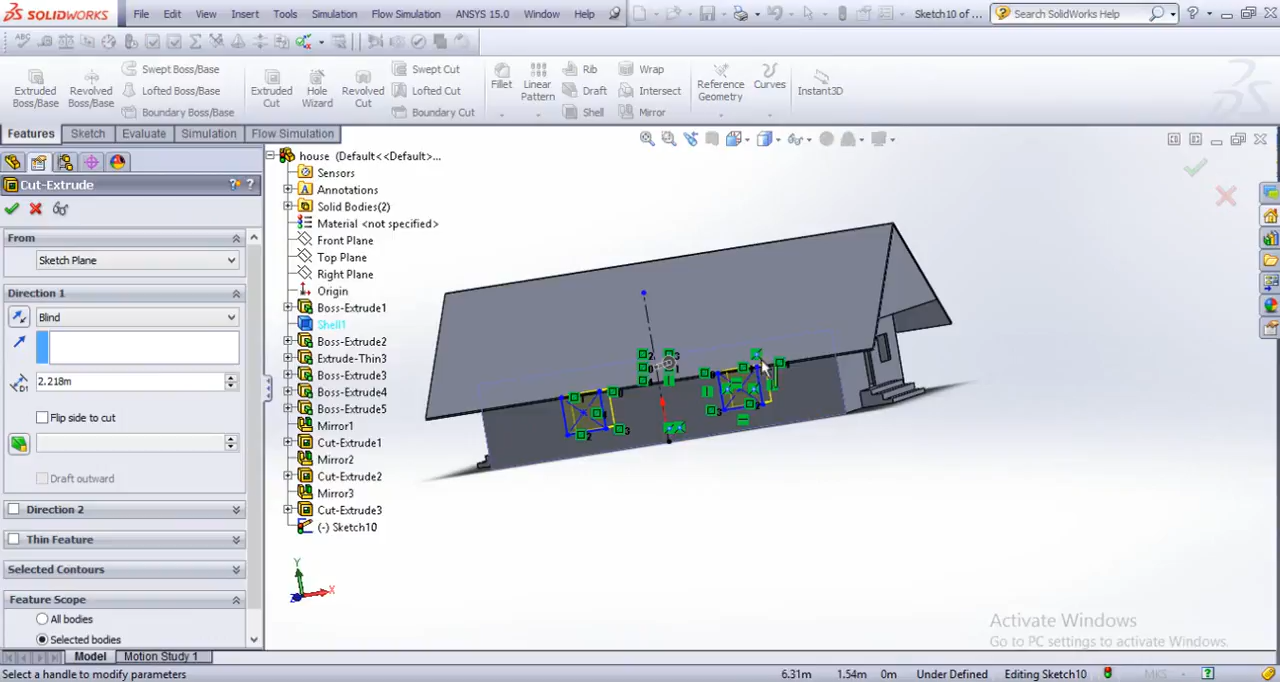 SOLIDWORKS File Edit View Insert Tools Simulation Flow Simulation ANSYS 15.0 Window Help Sketch10 of ... Search SolidWorks Help
Extruded Boss/Base Revolved Boss/Base Swept Boss/Base Lofted Boss/Base Boundary Boss/Base Extruded Cut Hole Wizard Revolved Cut Swept Cut Lofted Cut Boundary Cut Fillet Linear Pattern Rib Draft Shell Wrap Intersect Mirror Reference Geometry Curves Instant3D
Features Sketch Evaluate Simulation Flow Simulation
Cut-Extrude
From
Sketch Plane
Direction 1
Blind
2.218m
Flip side to cut
Draft outward
Direction 2
Thin Feature
Selected Contours
Feature Scope
All bodies
Selected bodies
house (Default<<Default>...
Sensors
Annotations
Solid Bodies(2)
Material <not specified>
Front Plane
Top Plane
Right Plane
Origin
Boss-Extrude1
Shell1
Boss-Extrude2
Extrude-Thin3
Boss-Extrude3
Boss-Extrude4
Boss-Extrude5
Mirror1
Cut-Extrude1
Mirror2
Cut-Extrude2
Mirror3
Cut-Extrude3
(-) Sketch10
Y
X
Z
Activate Windows
Go to PC settings to activate Windows.
Model Motion Study 1
Select a handle to modify parameters 6.31m 1.54m 0m Under Defined Editing Sketch10 MKS